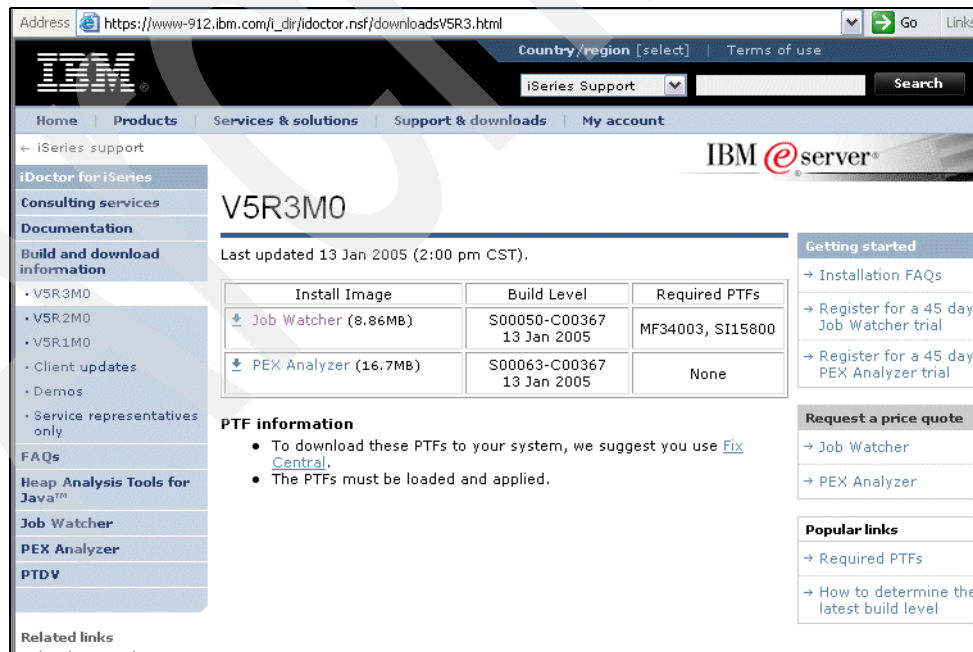 Address https://www-912.ibm.com/i_dir/idoctor.nsf/downloadsV5R3.html Go Links
Country/region [select] | Terms of use
IBM®
iSeries Support Search
Home | Products | Services & solutions | Support & downloads | My account
← iSeries support
IBM @server®
iDoctor for iSeries
Consulting services
Documentation
Build and download
information
• V5R3M0
• V5R2M0
• V5R1M0
• Client updates
• Demos
• Service representatives
only
FAQs
Heap Analysis Tools for
Java™
Job Watcher
PEX Analyzer
PTDV
Related links
V5R3M0
Last updated 13 Jan 2005 (2:00 pm CST).
Install Image Build Level Required PTFs
Job Watcher (8.86MB) S00050-C00367 13 Jan 2005 MF34003, SI15800
PEX Analyzer (16.7MB) S00063-C00367 13 Jan 2005 None
PTF information
• To download these PTFs to your system, we suggest you use Fix
Central.
• The PTFs must be loaded and applied.
Getting started
→ Installation FAQs
→ Register for a 45 day
Job Watcher trial
→ Register for a 45 day
PEX Analyzer trial
Request a price quote
→ Job Watcher
→ PEX Analyzer
Popular links
→ Required PTFs
→ How to determine the
latest build level